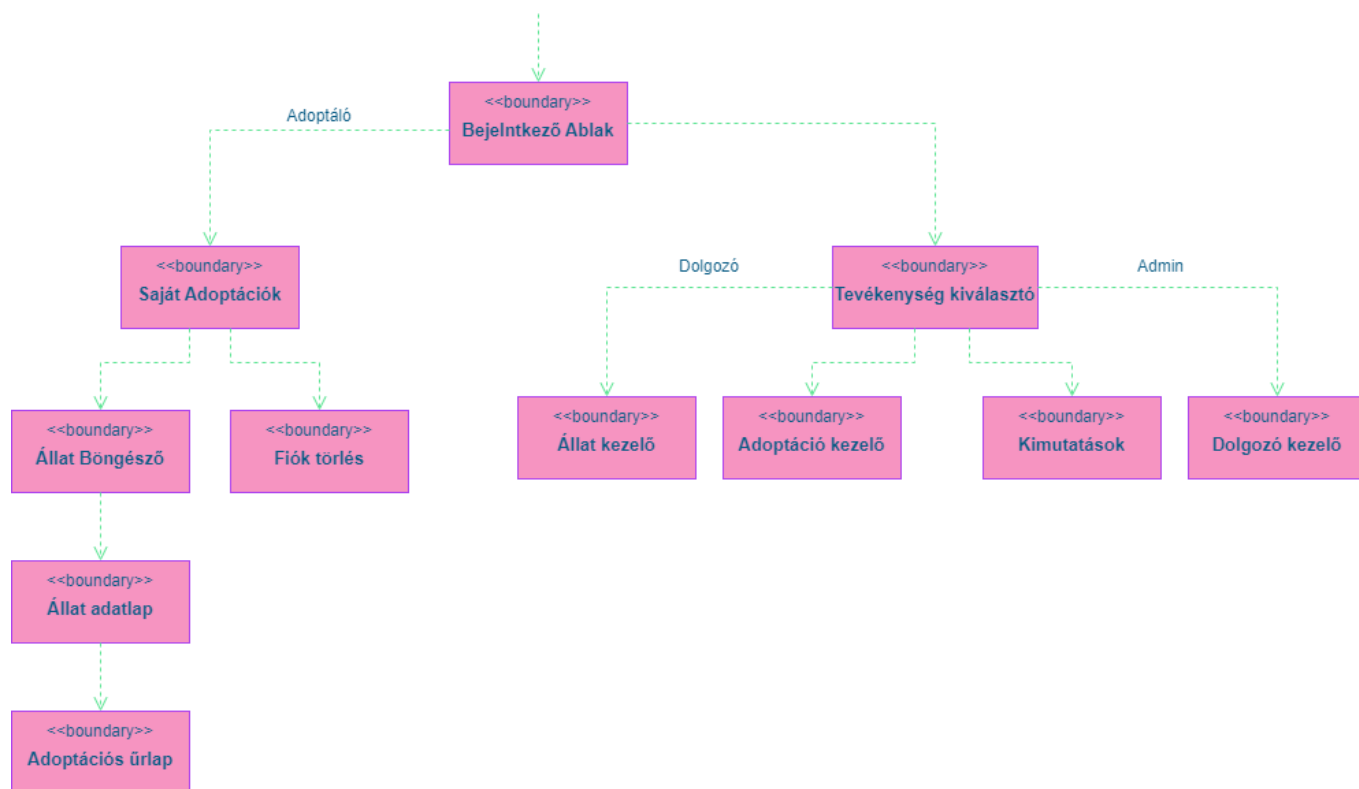 <<boundary>>
Bejelntkező Ablak
Adoptáló
<<boundary>>
Saját Adoptációk
Dolgozó
<<boundary>>
Tevékenység kiválasztó
Admin
<<boundary>>
Állat Böngésző
<<boundary>>
Fiók törlés
<<boundary>>
Állat kezelő
<<boundary>>
Adoptáció kezelő
<<boundary>>
Kimutatások
<<boundary>>
Dolgozó kezelő
<<boundary>>
Állat adatlap
<<boundary>>
Adoptációs űrlap